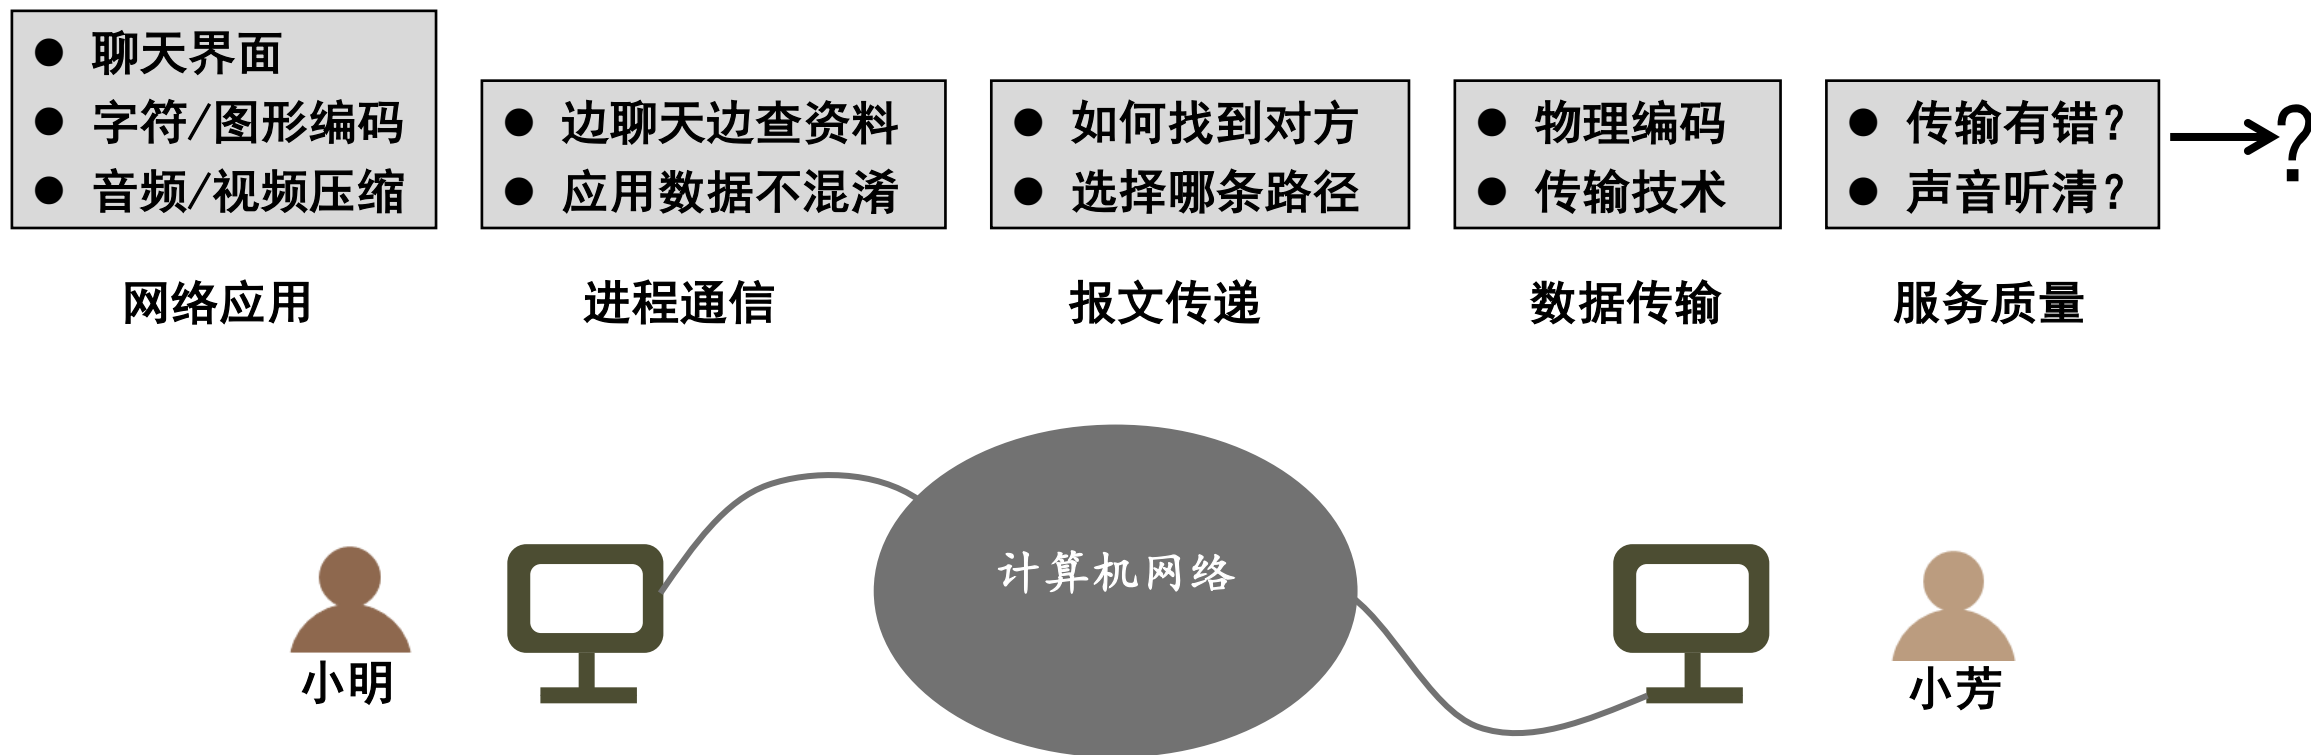 ● 聊天界面
● 字符/图形编码
● 音频/视频压缩
● 边聊天边查资料
● 应用数据不混淆
● 如何找到对方
● 选择哪条路径
● 物理编码
● 传输技术
● 传输有错?
● 声音听清?
?
网络应用
进程通信
报文传递
数据传输
服务质量
计算机网络
小明
小芳